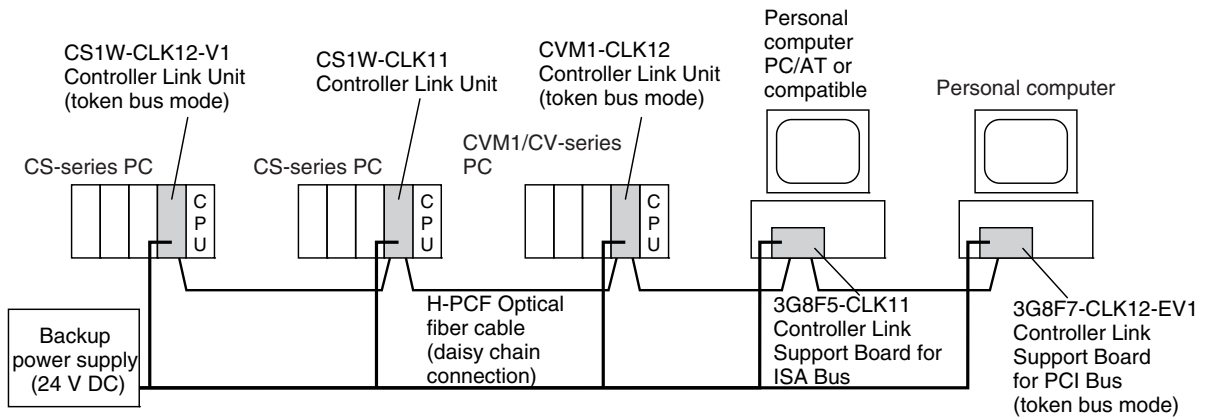 CS1W-CLK12-V1
Controller Link Unit
(token bus mode)
CS1W-CLK11
Controller Link Unit
CVM1-CLK12
Controller Link Unit
(token bus mode)
Personal
computer
PC/AT or
compatible
Personal computer
CS-series PC
CS-series PC
CVM1/CV-series
PC
C
P
U
C
P
U
C
P
U
Backup
power supply
(24 V DC)
H-PCF Optical
fiber cable
(daisy chain
connection)
3G8F5-CLK11
Controller Link
Support Board for
ISA Bus
3G8F7-CLK12-EV1
Controller Link
Support Board
for PCI Bus
(token bus mode)